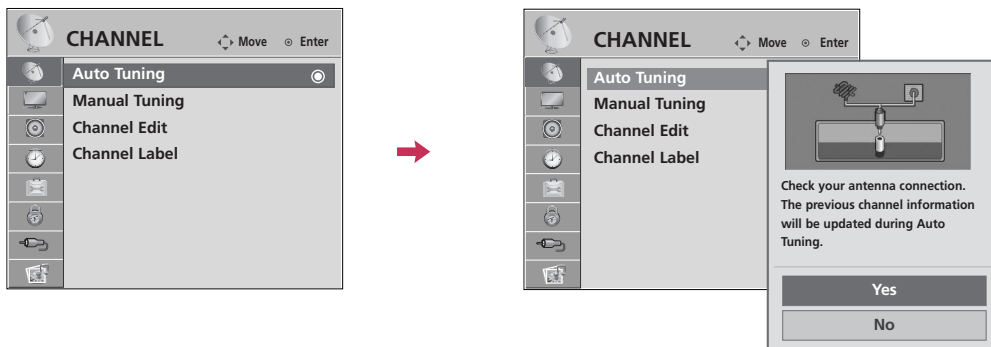 CHANNEL Move Enter
Auto Tuning
Manual Tuning
Channel Edit
Channel Label
CHANNEL Move Enter
Auto Tuning
Manual Tuning
Channel Edit
Channel Label
Check your antenna connection.
The previous channel information
will be updated during Auto
Tuning.
Yes
No